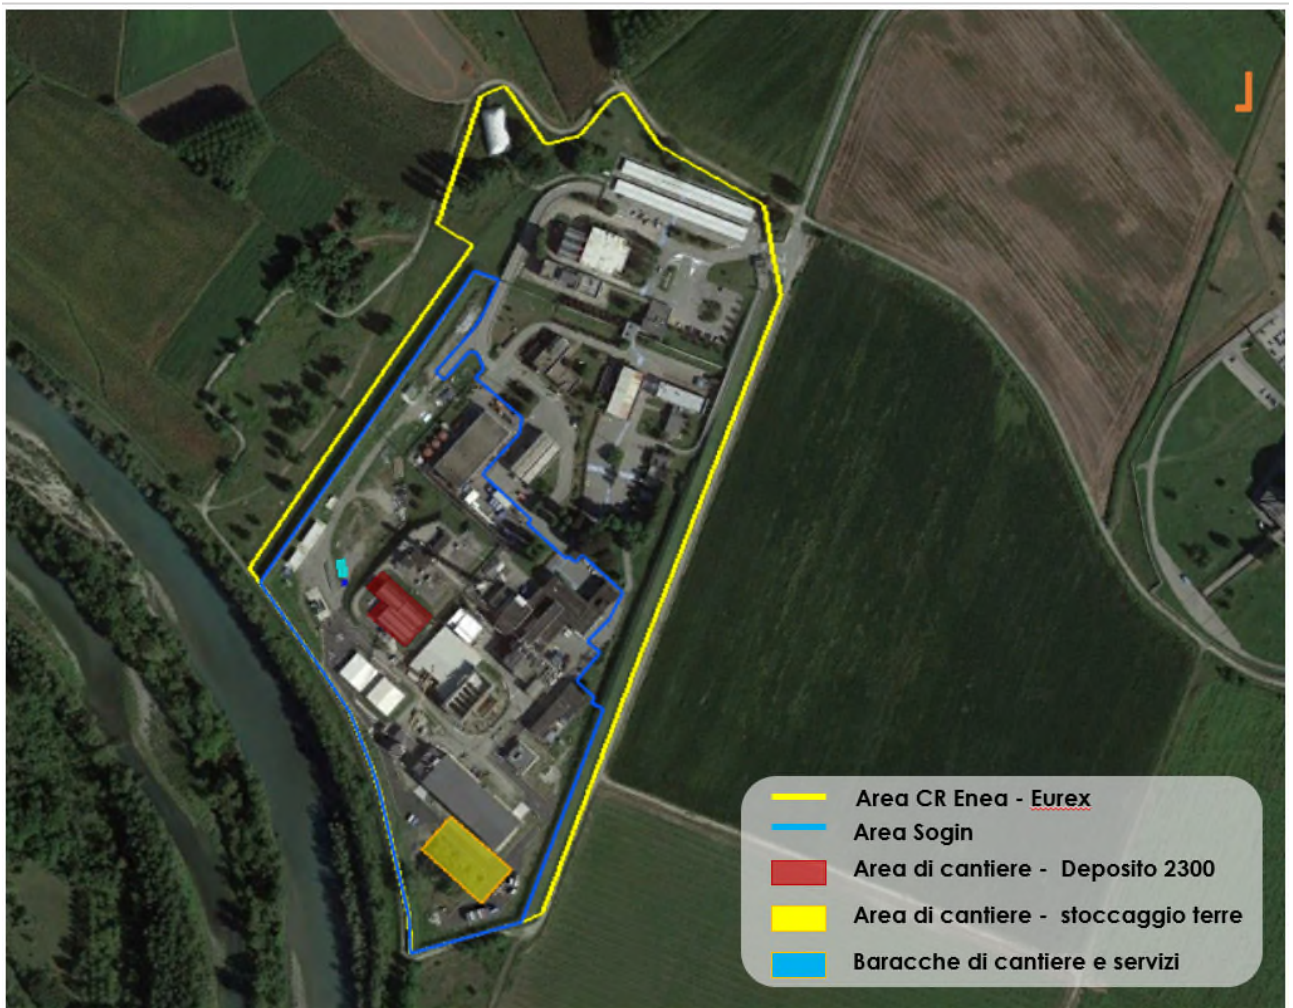 Area CR Enea - Eurex
Area Sogin
Area di cantiere - Deposito 2300
Area di cantiere - stoccaggio terre
Baracche di cantiere e servizi